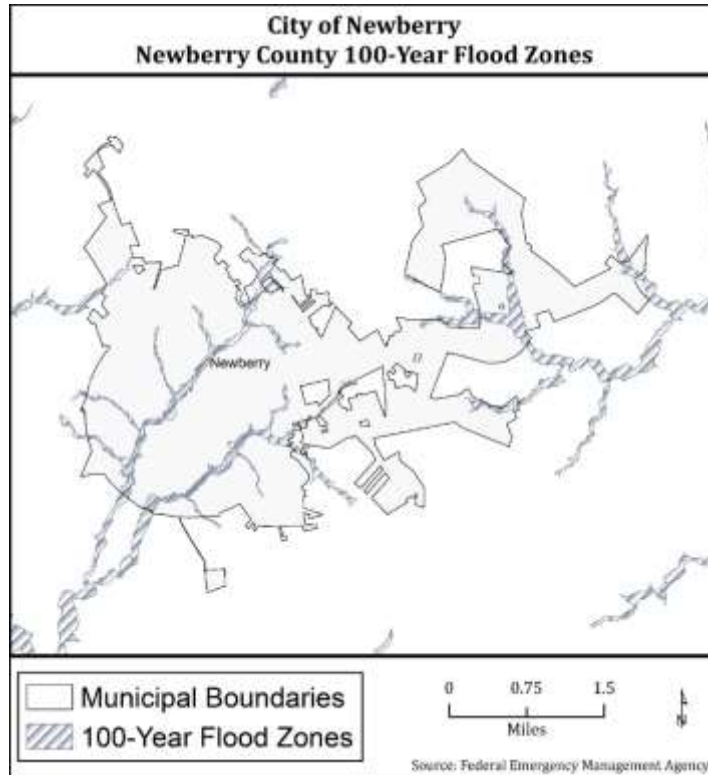 City of Newberry
Newberry County 100-Year Flood Zones
Newberry
Municipal Boundaries
100-Year Flood Zones
0 0.75 1.5
Miles
N
Source: Federal Emergency Management Agency